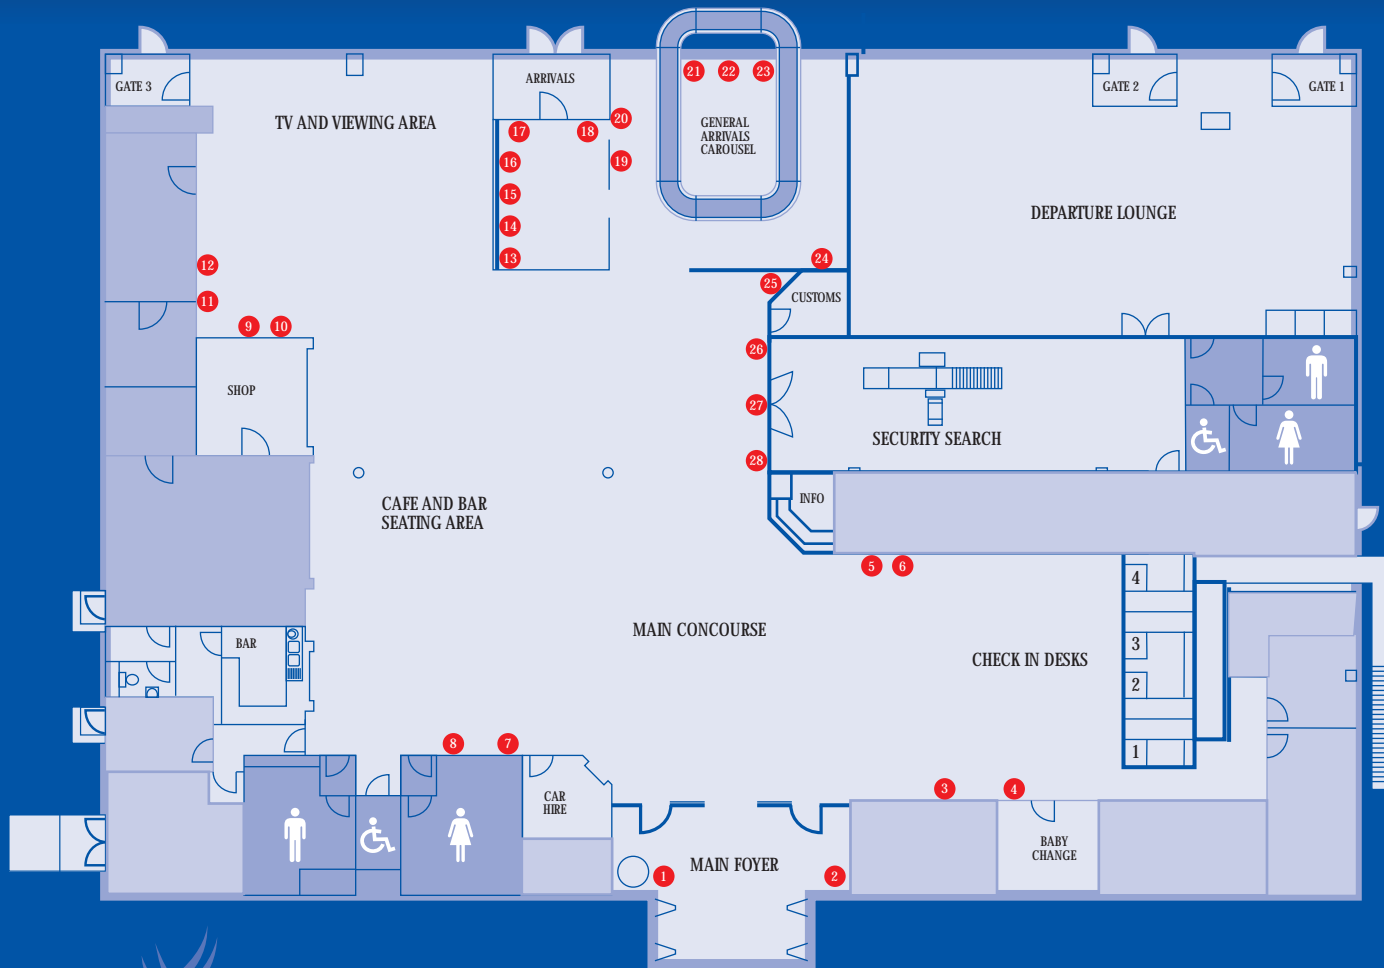 GATE 3
ARRIVALS
21
22
23
GATE 2
GATE 1
TV AND VIEWING AREA
17
18
20
GENERAL
ARRIVALS
CAROUSEL
16
19
15
14
13
DEPARTURE LOUNGE
12
11
24
25
CUSTOMS
9
10
26
SHOP
27
SECURITY SEARCH
28
INFO
CAFE AND BAR
SEATING AREA
5
6
4
MAIN CONCOURSE
BAR
3
CHECK IN DESKS
2
1
8
7
CAR
HIRE
3
4
BABY
CHANGE
MAIN FOYER
1
2